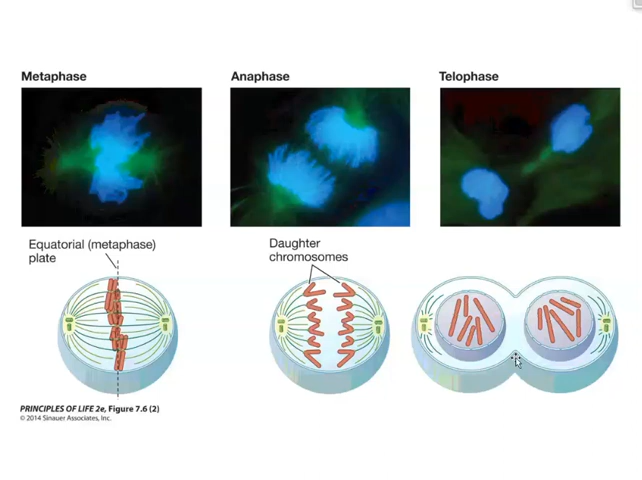 Metaphase
Anaphase
Telophase
Equatorial (metaphase)
plate
Daughter
chromosomes
PRINCIPLES OF LIFE 2e, Figure 7.6 (2)
© 2014 Sinauer Associates, Inc.